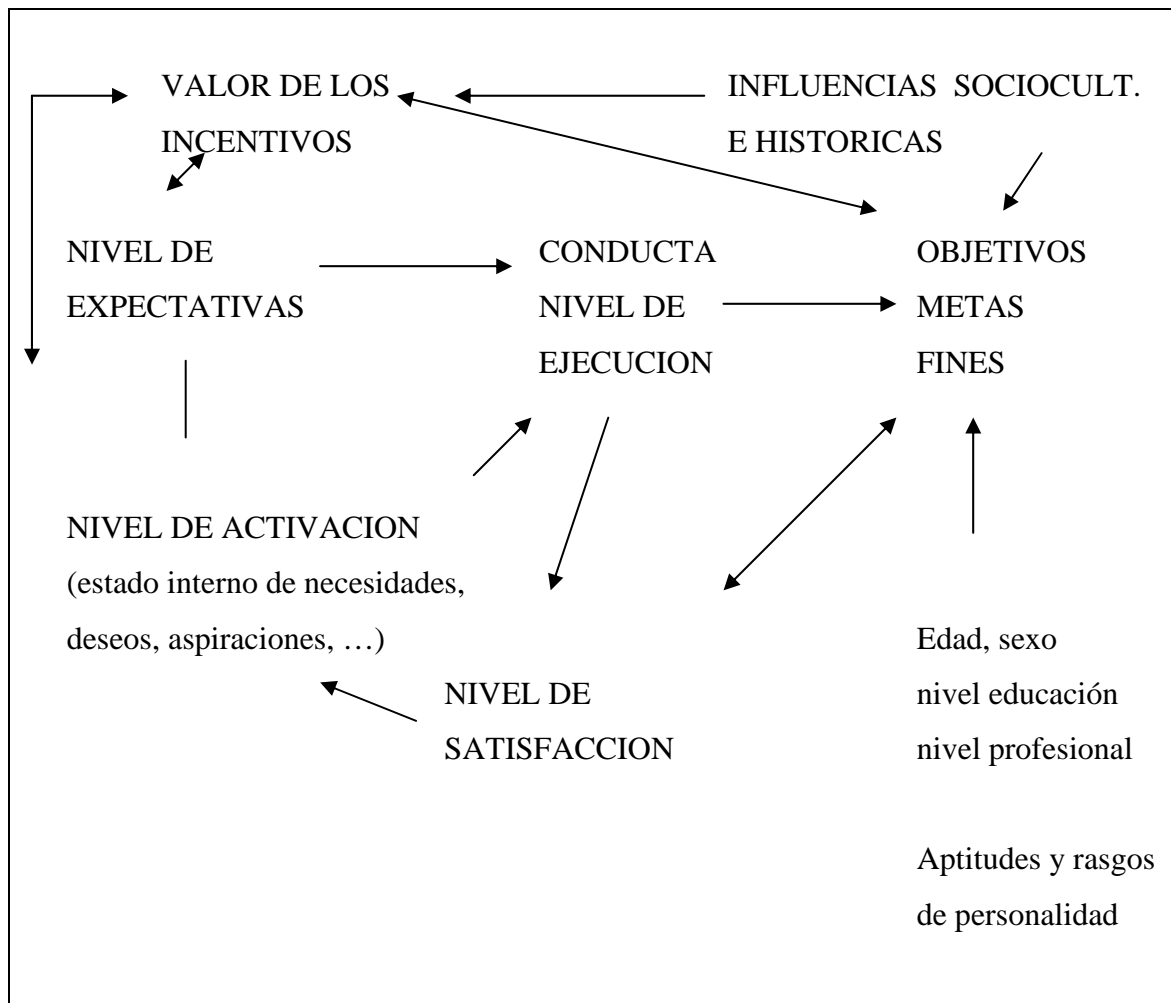 VALOR DE LOS
INCENTIVOS
INFLUENCIAS SOCIOCULT.
E HISTORICAS
NIVEL DE
EXPECTATIVAS
CONDUCTA
NIVEL DE
EJECUCION
OBJETIVOS
METAS
FINES
NIVEL DE ACTIVACION
(estado interno de necesidades,
deseos, aspiraciones, …)
NIVEL DE
SATISFACCION
Edad, sexo
nivel educación
nivel profesional
Aptitudes y rasgos
de personalidad